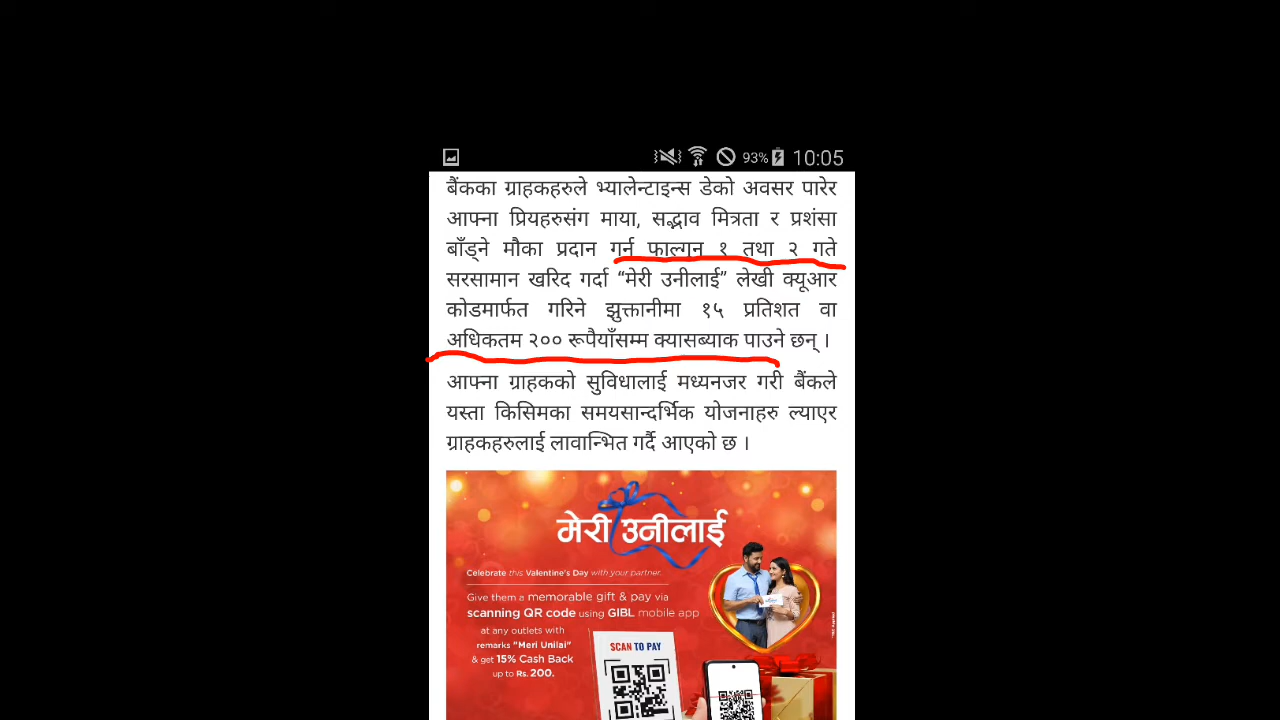 93% 10:05
बैंकका ग्राहकहरुले भ्यालेन्टाइन्स डेको अवसर पारेर
आफ्ना प्रियहरुसंग माया, सद्भाव मित्रता र प्रशंसा
बाँड्ने मौका प्रदान गर्न फाल्गुन १ तथा २ गते
सरसामान खरिद गर्दा “मेरी उनीलाई” लेखी क्यूआर
कोडमार्फत गरिने झुक्तानीमा १५ प्रतिशत वा
अधिकतम २०० रूपैयाँसम्म क्यासब्याक पाउने छन् ।
आफ्ना ग्राहकको सुविधालाई मध्यनजर गरी बैंकले
यस्ता किसिमका समयसान्दर्भिक योजनाहरु ल्याएर
ग्राहकहरुलाई लावान्भित गर्दै आएको छ ।
मेरी उनीलाई
Celebrate this Valentine's Day with your partner.
Give them a memorable gift & pay via
scanning QR code using GIBL mobile app
at any outlets with
remarks "Meri Unilai"
& get 15% Cash Back
up to Rs. 200.
SCAN TO PAY